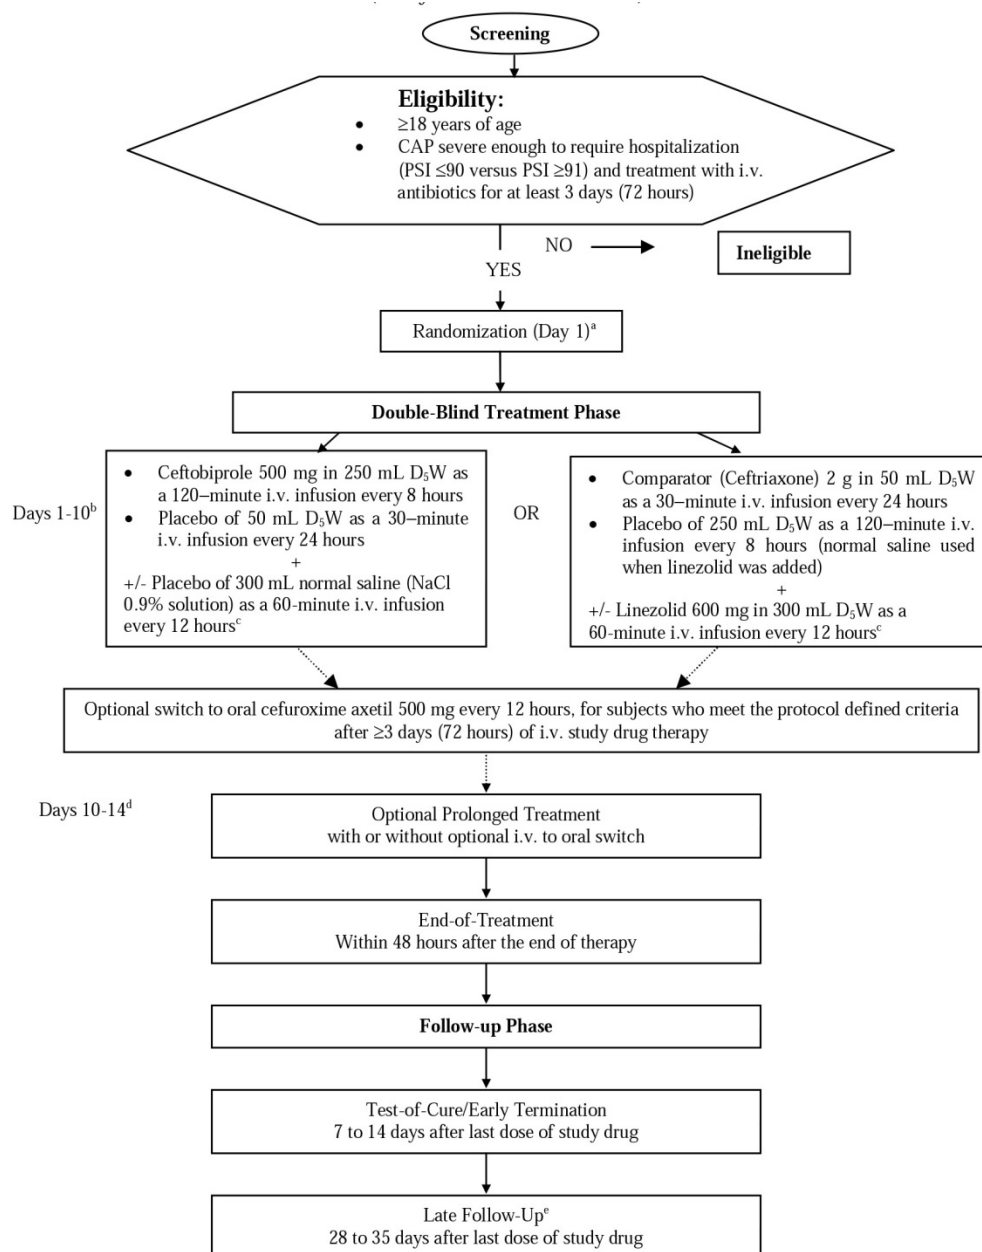 Screening
Eligibility:
• ≥18 years of age
• CAP severe enough to require hospitalization
(PSI ≤90 versus PSI ≥91) and treatment with i.v.
antibiotics for at least 3 days (72 hours)
NO
Ineligible
YES
Randomization (Day 1)ᵃ
Double-Blind Treatment Phase
Days 1-10ᵇ
• Ceftobiprole 500 mg in 250 mL D₅W as
a 120–minute i.v. infusion every 8 hours
• Placebo of 50 mL D₅W as a 30–minute
i.v. infusion every 24 hours
+
+/- Placebo of 300 mL normal saline (NaCl
0.9% solution) as a 60-minute i.v. infusion
every 12 hoursᶜ
OR
• Comparator (Ceftriaxone) 2 g in 50 mL D₅W
as a 30–minute i.v. infusion every 24 hours
• Placebo of 250 mL D₅W as a 120–minute i.v.
infusion every 8 hours (normal saline used
when linezolid was added)
+
+/- Linezolid 600 mg in 300 mL D₅W as a
60-minute i.v. infusion every 12 hoursᶜ
Optional switch to oral cefuroxime axetil 500 mg every 12 hours, for subjects who meet the protocol defined criteria
after ≥3 days (72 hours) of i.v. study drug therapy
Days 10-14ᵈ
Optional Prolonged Treatment
with or without optional i.v. to oral switch
End-of-Treatment
Within 48 hours after the end of therapy
Follow-up Phase
Test-of-Cure/Early Termination
7 to 14 days after last dose of study drug
Late Follow-Upᵉ
28 to 35 days after last dose of study drug